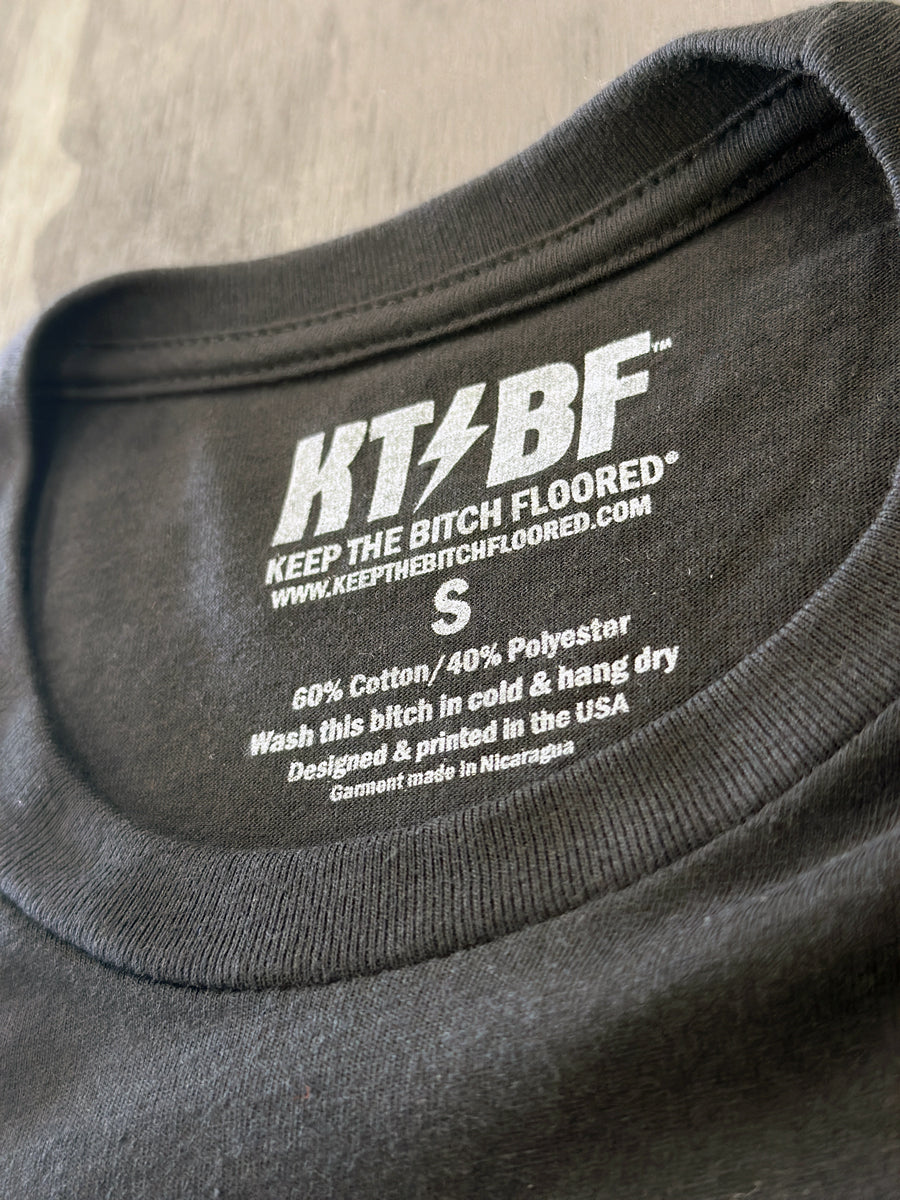 KT⚡BF™
KEEP THE BITCH FLOORED®
WWW.KEEPTHEBITCHFLOORED.COM
S
60% Cotton/40% Polyester
Wash this bitch in cold & hang dry
Designed & printed in the USA
Garment made in Nicaragua